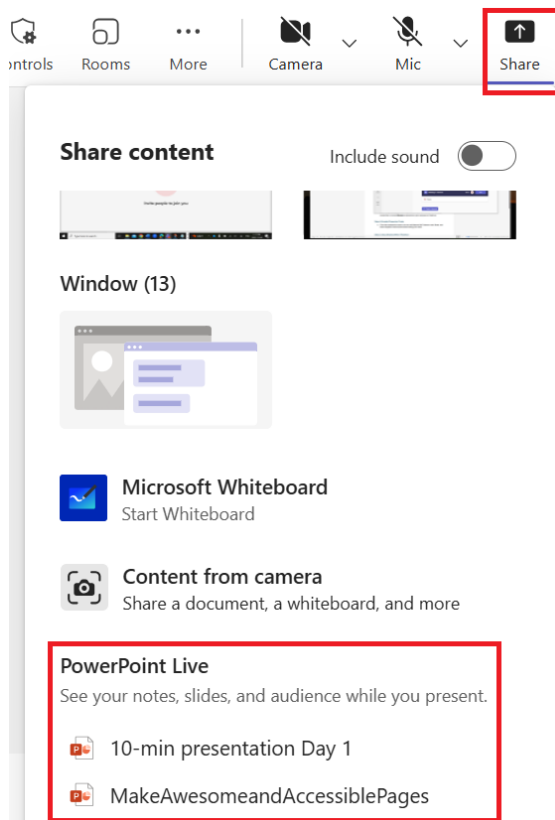 ontrols Rooms More Camera Mic Share
Share content Include sound
Window (13)
Microsoft Whiteboard
Start Whiteboard
Content from camera
Share a document, a whiteboard, and more
PowerPoint Live
See your notes, slides, and audience while you present.
10-min presentation Day 1
MakeAwesomeandAccessiblePages